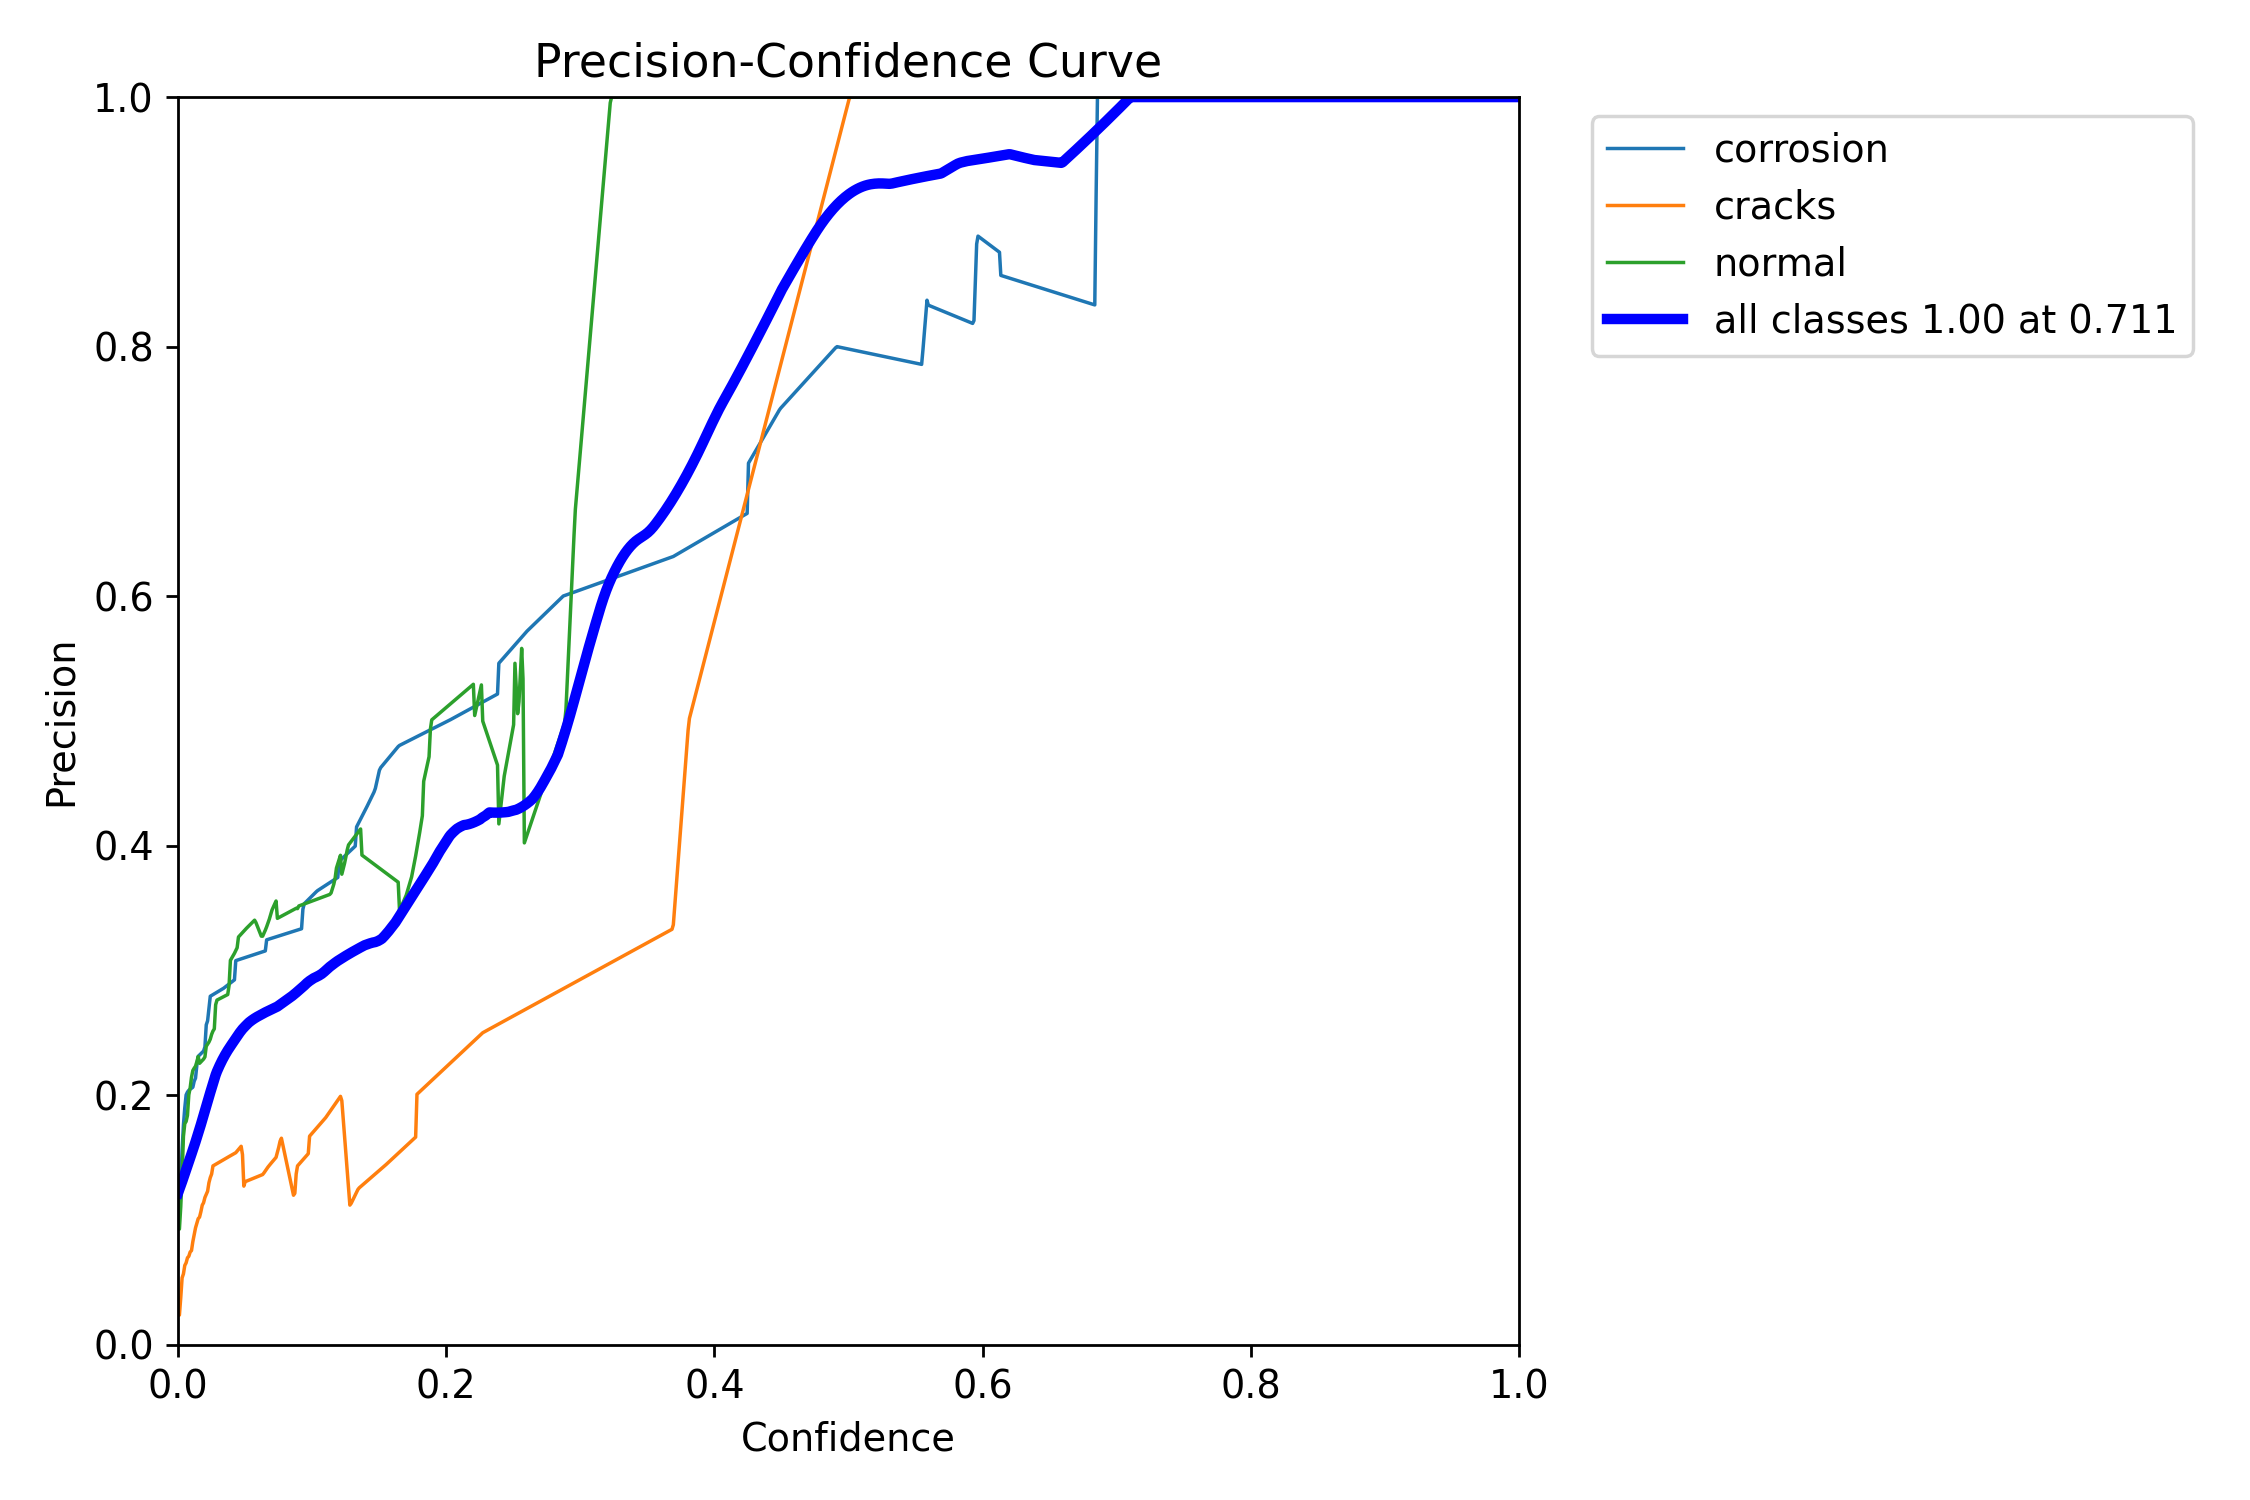 Precision-Confidence Curve
1.0
0.8
0.6
0.4
0.2
0.0
Precision
0.0 0.2 0.4 0.6 0.8 1.0
Confidence
corrosion
cracks
normal
all classes 1.00 at 0.711